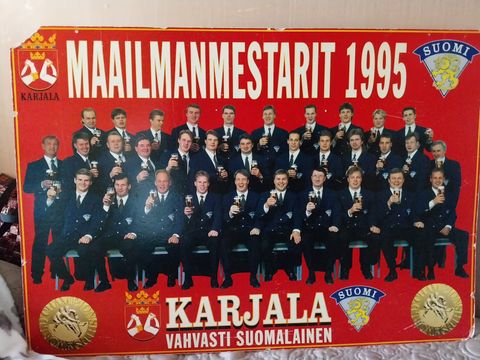 MAAILMANMESTARIT 1995
KARJALA
SUOMI
KARJALA
VAHVASTI SUOMALAINEN
SUOMI